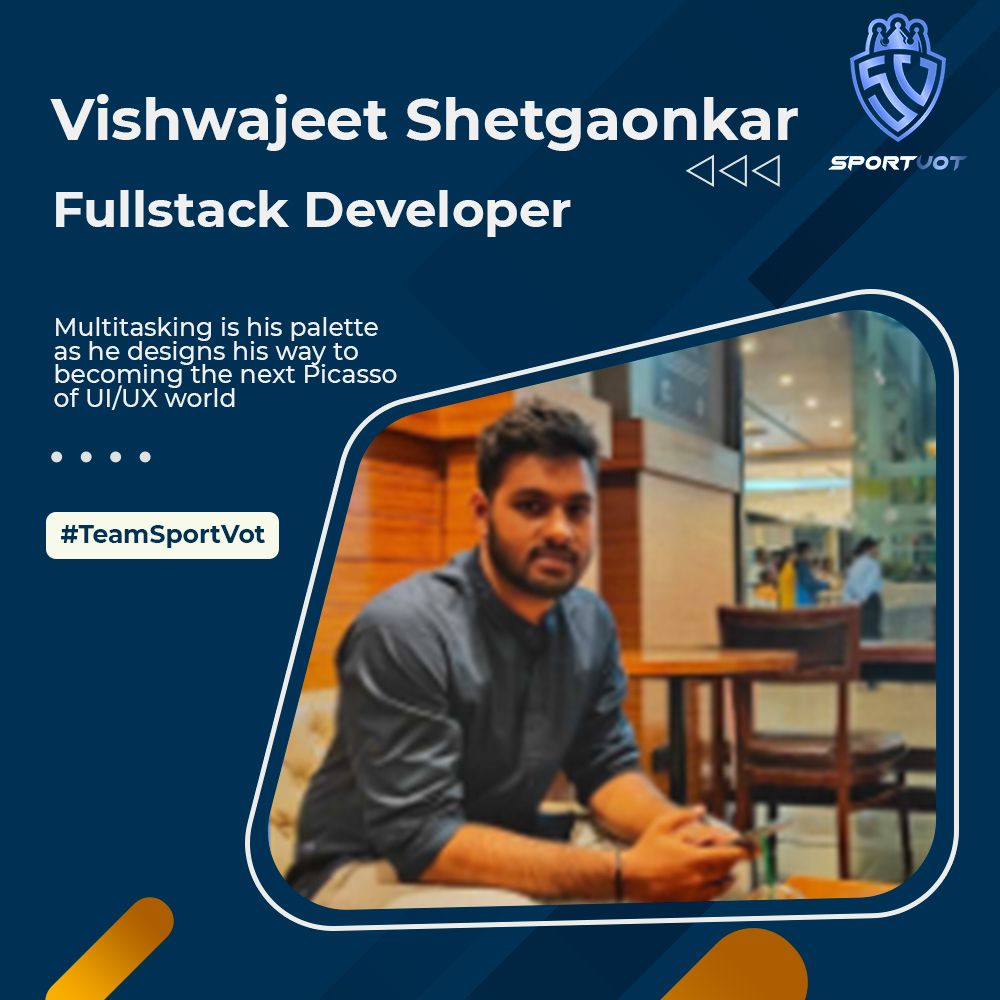 Vishwajeet Shetgaonkar
SPORTVOT
Fullstack Developer
Multitasking is his palette
as he designs his way to
becoming the next Picasso
of UI/UX world
#TeamSportVot